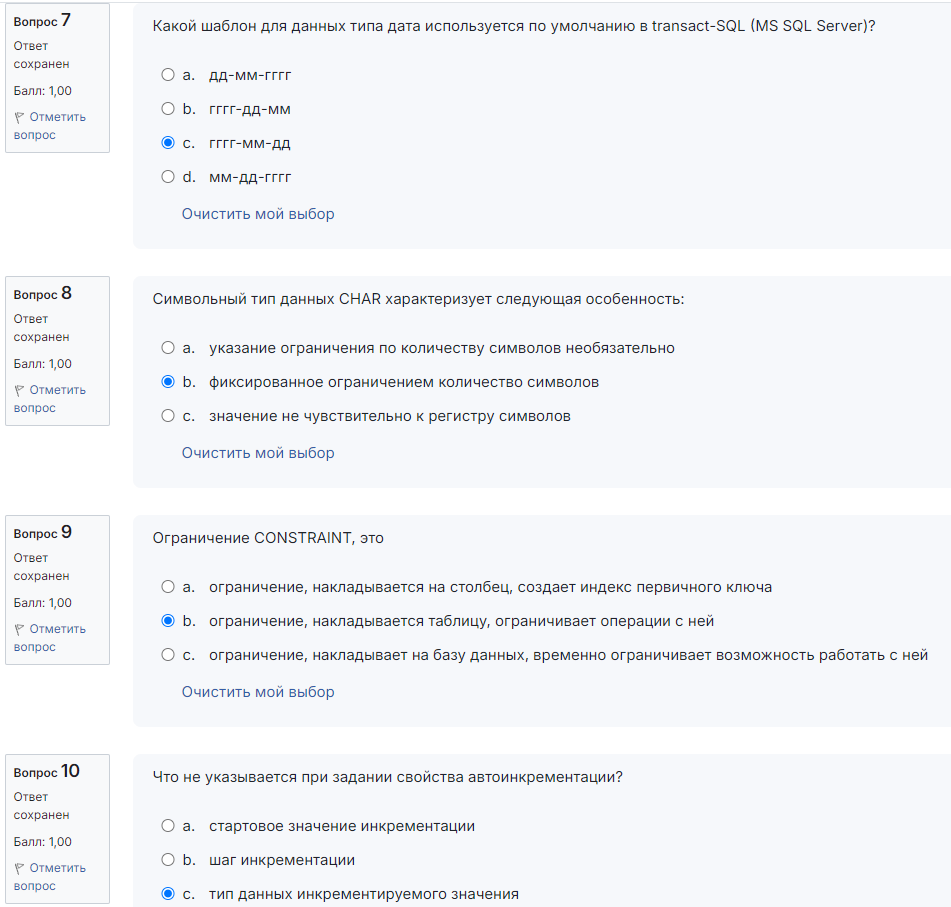 Вопрос 7
Ответ
сохранен
Балл: 1,00
Отметить
вопрос
Какой шаблон для данных типа дата используется по умолчанию в transact-SQL (MS SQL Server)?
a. дд-мм-гггг
b. гггг-дд-мм
c. гггг-мм-дд
d. мм-дд-гггг
Очистить мой выбор
Вопрос 8
Ответ
сохранен
Балл: 1,00
Отметить
вопрос
Символьный тип данных CHAR характеризует следующая особенность:
a. указание ограничения по количеству символов необязательно
b. фиксированное ограничением количество символов
c. значение не чувствительно к регистру символов
Очистить мой выбор
Вопрос 9
Ответ
сохранен
Балл: 1,00
Отметить
вопрос
Ограничение CONSTRAINT, это
a. ограничение, накладывается на столбец, создает индекс первичного ключа
b. ограничение, накладывается таблицу, ограничивает операции с ней
c. ограничение, накладывает на базу данных, временно ограничивает возможность работать с ней
Очистить мой выбор
Вопрос 10
Ответ
сохранен
Балл: 1,00
Отметить
вопрос
Что не указывается при задании свойства автоинкрементации?
a. стартовое значение инкрементации
b. шаг инкрементации
c. тип данных инкрементируемого значения